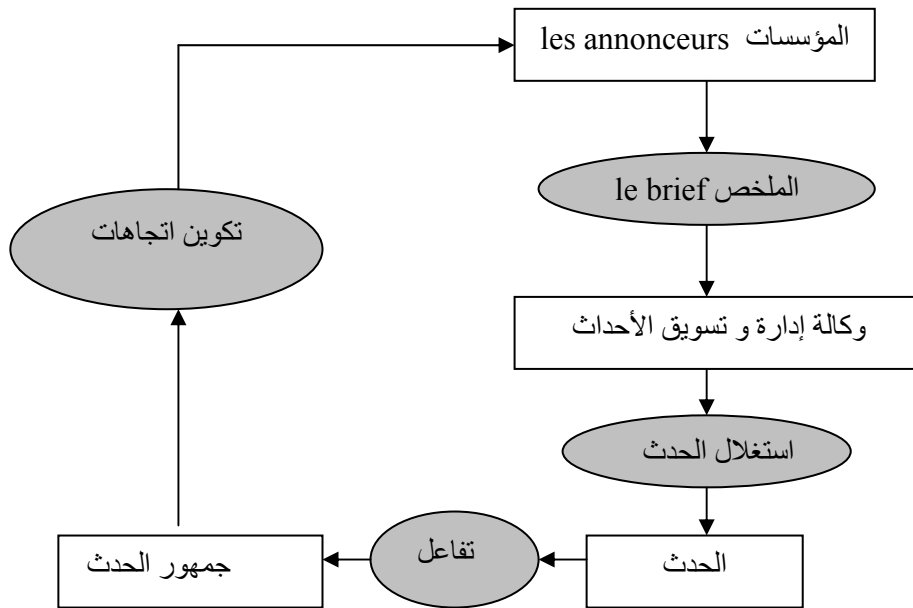 المؤسسات les annonceurs
الملخص le brief
تكوين اتجاهات
وكالة إدارة و تسويق الأحداث
استغلال الحدث
تفاعل
جمهور الحدث
الحدث